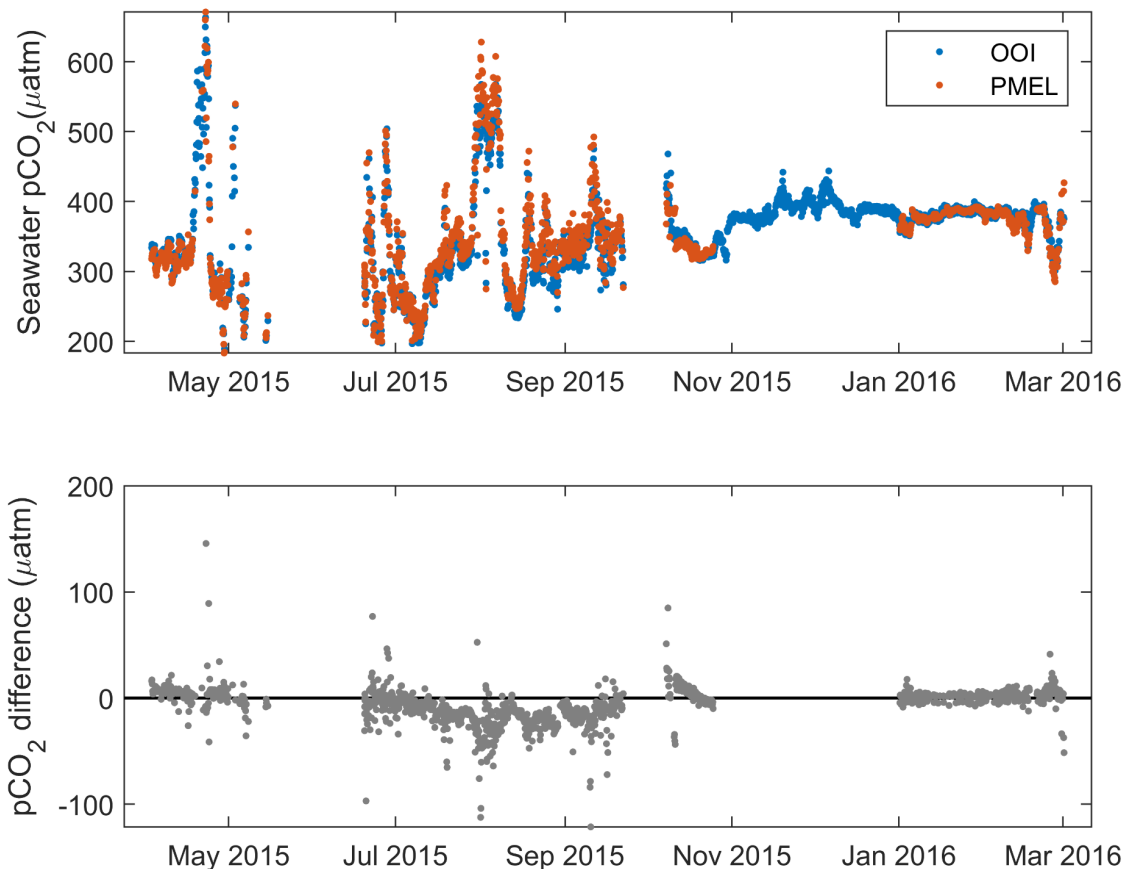 Seawater pCO₂(μatm)
600
500
400
300
200
OOI
PMEL
May 2015 Jul 2015 Sep 2015 Nov 2015 Jan 2016 Mar 2016
pCO₂ difference (μatm)
200
100
0
-100
May 2015 Jul 2015 Sep 2015 Nov 2015 Jan 2016 Mar 2016